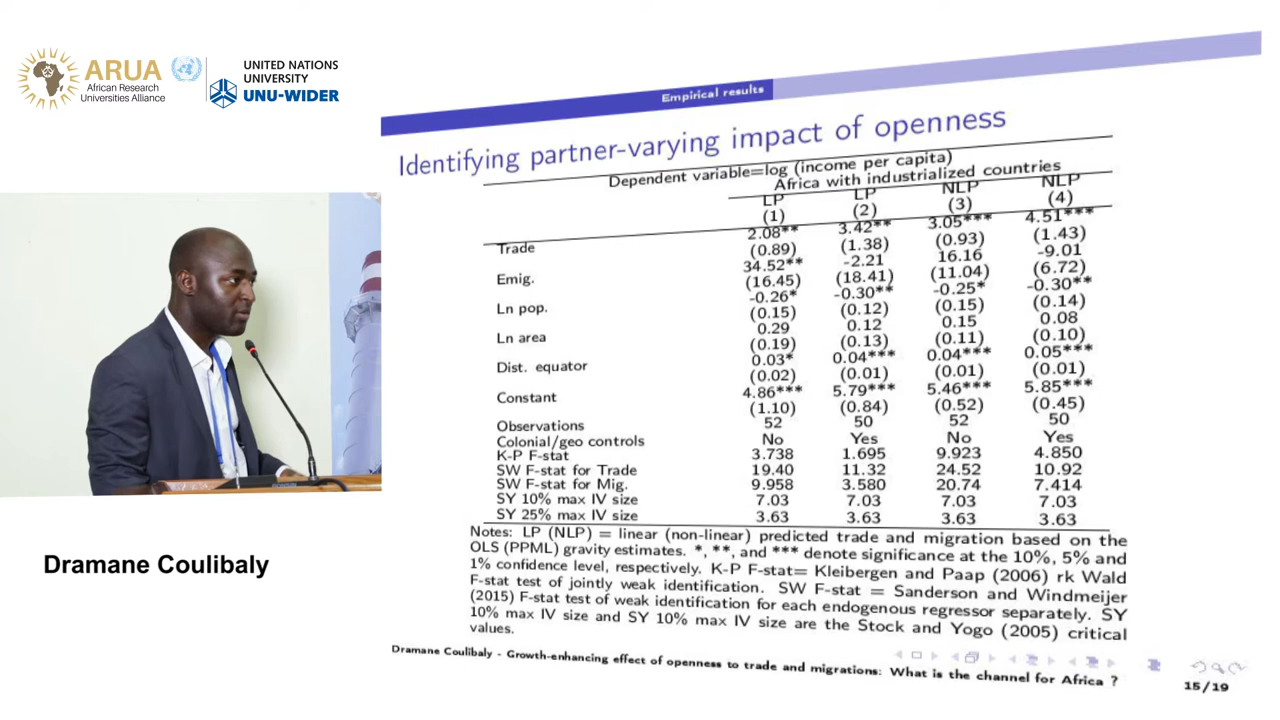 ARUA
African Research
Universities Alliance
UNITED NATIONS
UNIVERSITY
UNU-WIDER
Empirical results
Identifying partner-varying impact of openness
Dependent variable=log (income per capita)
Africa with industrialized countries
LP LP NLP NLP
(1) (2) (3) (4)
Trade 2.08** 3.42** 3.05*** 4.51***
(0.89) (1.38) (0.93) (1.43)
Emig. 34.52** -2.21 16.16 -9.01
(16.45) (18.41) (11.04) (6.72)
Ln pop. -0.26* -0.30** -0.25* -0.30**
(0.15) (0.12) (0.15) (0.14)
Ln area 0.29 0.12 0.15 0.08
(0.19) (0.13) (0.11) (0.10)
Dist. equator 0.03* 0.04*** 0.04*** 0.05***
(0.02) (0.01) (0.01) (0.01)
Constant 4.86*** 5.79*** 5.46*** 5.85***
(1.10) (0.84) (0.52) (0.45)
Observations 52 50 52 50
Colonial/geo controls No Yes No Yes
K-P F-stat 3.738 1.695 9.923 4.850
SW F-stat for Trade 19.40 11.32 24.52 10.92
SW F-stat for Mig. 9.958 3.580 20.74 7.414
SY 10% max IV size 7.03 7.03 7.03 7.03
SY 25% max IV size 3.63 3.63 3.63 3.63
Notes: LP (NLP) = linear (non-linear) predicted trade and migration based on the
OLS (PPML) gravity estimates. *, **, and *** denote significance at the 10%, 5% and
1% confidence level, respectively. K-P F-stat= Kleibergen and Paap (2006) rk Wald
F-stat test of jointly weak identification. SW F-stat = Sanderson and Windmeijer
(2015) F-stat test of weak identification for each endogenous regressor separately. SY
10% max IV size and SY 10% max IV size are the Stock and Yogo (2005) critical
values.
Dramane Coulibaly - Growth-enhancing effect of openness to trade and migrations: What is the channel for Africa ?
15/19
Dramane Coulibaly